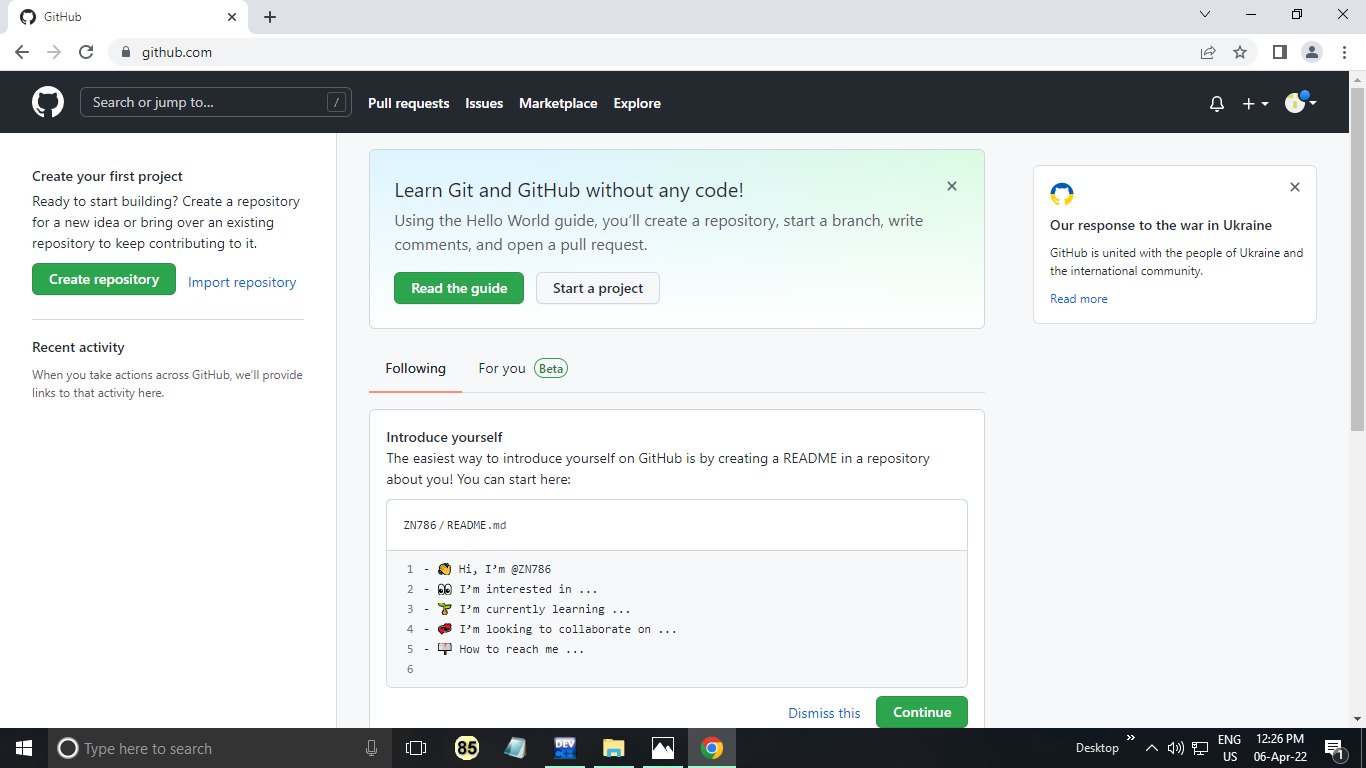 GitHub
github.com
Search or jump to...
/
Pull requests
Issues
Marketplace
Explore
Create your first project
Ready to start building? Create a repository
for a new idea or bring over an existing
repository to keep contributing to it.
Create repository
Import repository
Recent activity
When you take actions across GitHub, we'll provide
links to that activity here.
Learn Git and GitHub without any code!
Using the Hello World guide, you'll create a repository, start a branch, write
comments, and open a pull request.
Read the guide
Start a project
Following
For you
Beta
Introduce yourself
The easiest way to introduce yourself on GitHub is by creating a README in a repository
about you! You can start here:
ZN786 / README.md
1 - 👋 Hi, I’m @ZN786
2 - 👀 I’m interested in ...
3 - 🌱 I’m currently learning ...
4 - 💞️ I’m looking to collaborate on ...
5 - 📫 How to reach me ...
6
Dismiss this
Continue
Our response to the war in Ukraine
GitHub is united with the people of Ukraine and
the international community.
Read more
Type here to search
85
DEV
C++
Desktop
ENG
US
12:26 PM
06-Apr-22
1